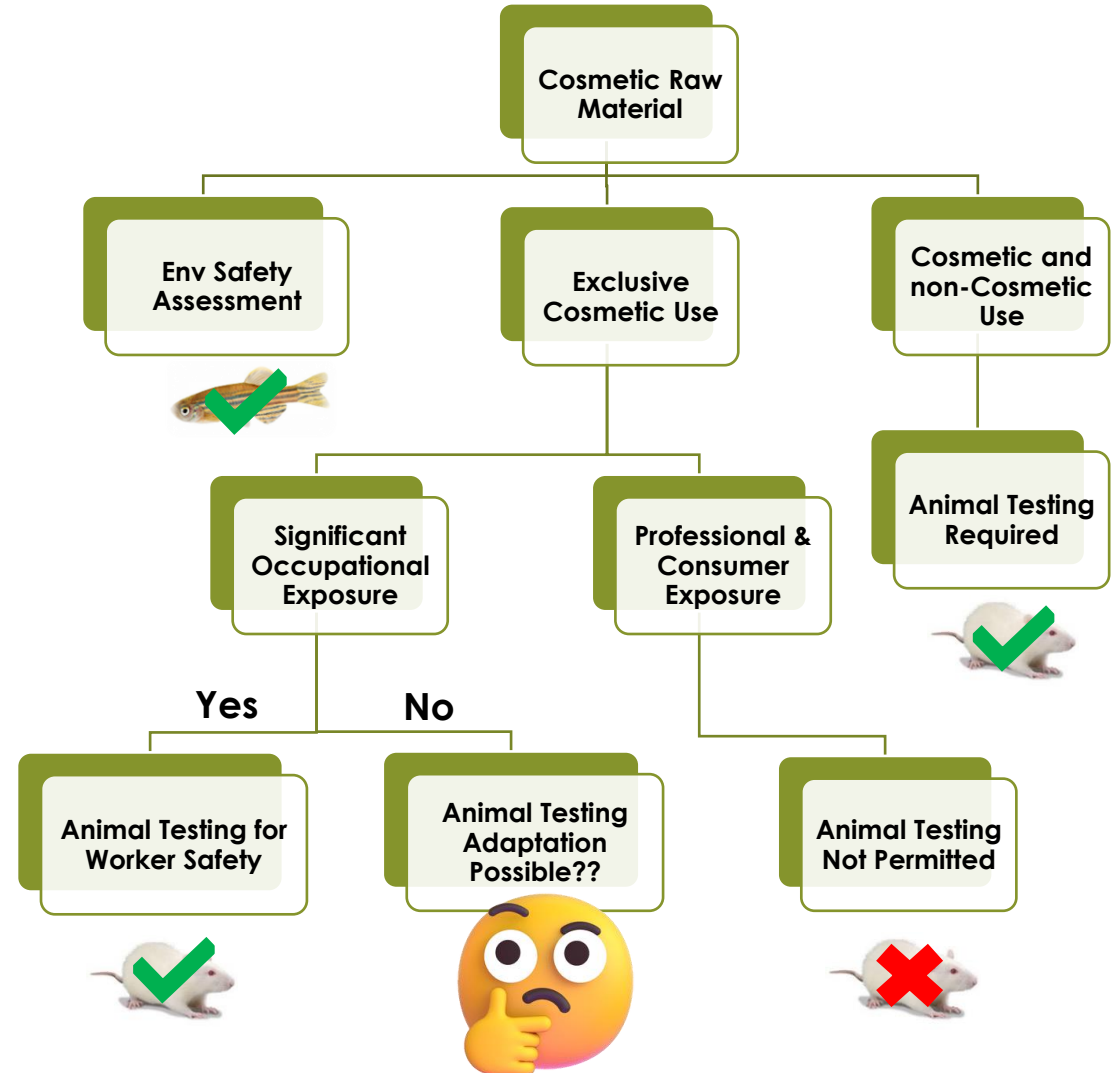 Cosmetic Raw
Material
Env Safety
Assessment
Exclusive
Cosmetic Use
Cosmetic and
non-Cosmetic
Use
Significant
Occupational
Exposure
Professional &
Consumer
Exposure
Animal Testing
Required
Yes
No
Animal Testing for
Worker Safety
Animal Testing
Adaptation
Possible??
Animal Testing
Not Permitted